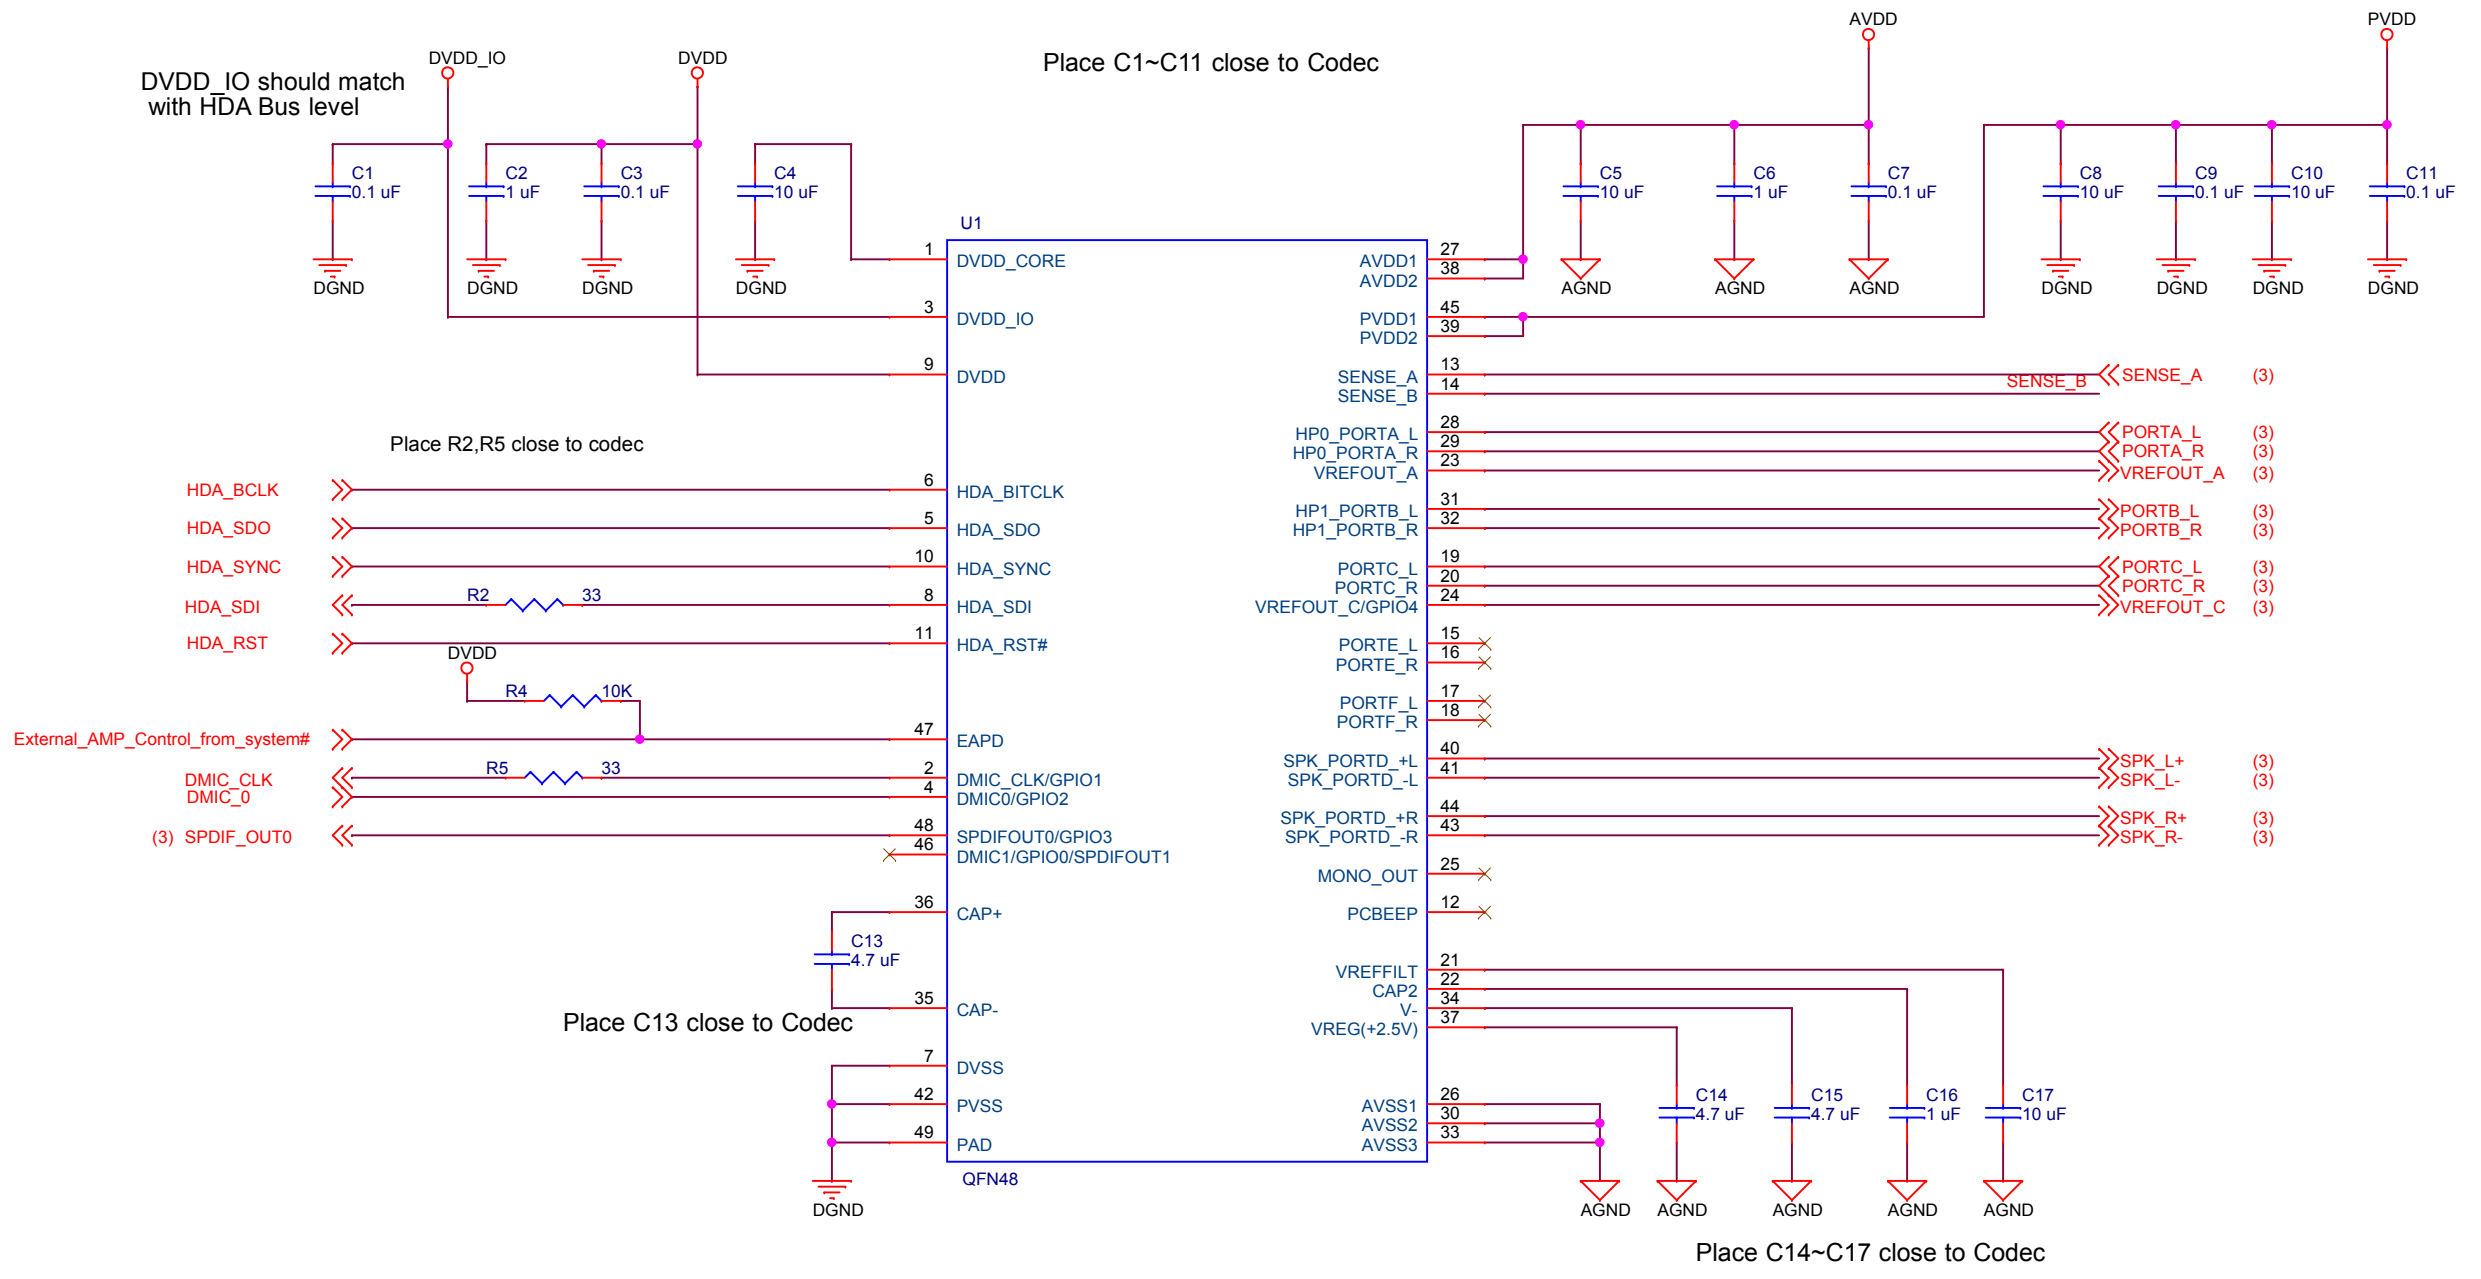 AVDD
PVDD
DVDD_IO
DVDD
Place C1~C11 close to Codec
DVDD_IO should match
with HDA Bus level
C1
0.1 uF
C2
1 uF
C3
0.1 uF
C4
10 uF
C5
10 uF
C6
1 uF
C7
0.1 uF
C8
10 uF
C9
0.1 uF
C10
10 uF
C11
0.1 uF
DGND
DGND
DGND
DGND
AGND
AGND
AGND
DGND
DGND
DGND
DGND
U1
1 DVDD_CORE
3 DVDD_IO
9 DVDD
Place R2,R5 close to codec
HDA_BCLK 6 HDA_BITCLK
HDA_SDO 5 HDA_SDO
HDA_SYNC 10 HDA_SYNC
HDA_SDI R2 33 8 HDA_SDI
HDA_RST 11 HDA_RST#
DVDD
R4 10K
External_AMP_Control_from_system# 47 EAPD
DMIC_CLK R5 33 2 DMIC_CLK/GPIO1
DMIC_0 4 DMIC0/GPIO2
(3) SPDIF_OUT0 48 SPDIFOUT0/GPIO3
46 DMIC1/GPIO0/SPDIFOUT1
36 CAP+
C13
4.7 uF
35 CAP-
Place C13 close to Codec
7 DVSS
42 PVSS
49 PAD
QFN48
DGND
AVDD1 27
AVDD2 38
PVDD1 45
PVDD2 39
SENSE_A 13 SENSE_A (3)
SENSE_B 14 SENSE_B
HP0_PORTA_L 28 PORTA_L (3)
HP0_PORTA_R 29 PORTA_R (3)
VREFOUT_A 23 VREFOUT_A (3)
HP1_PORTB_L 31 PORTB_L (3)
HP1_PORTB_R 32 PORTB_R (3)
PORTC_L 19 PORTC_L (3)
PORTC_R 20 PORTC_R (3)
VREFOUT_C/GPIO4 24 VREFOUT_C (3)
PORTE_L 15
PORTE_R 16
PORTF_L 17
PORTF_R 18
SPK_PORTD_+L 40 SPK_L+ (3)
SPK_PORTD_-L 41 SPK_L- (3)
SPK_PORTD_+R 44 SPK_R+ (3)
SPK_PORTD_-R 43 SPK_R- (3)
MONO_OUT 25
PCBEEP 12
VREFFILT 21
CAP2 22
V- 34
VREG(+2.5V) 37
AVSS1 26
AVSS2 30
AVSS3 33
C14
4.7 uF
C15
4.7 uF
C16
1 uF
C17
10 uF
AGND
AGND
AGND
AGND
AGND
Place C14~C17 close to Codec